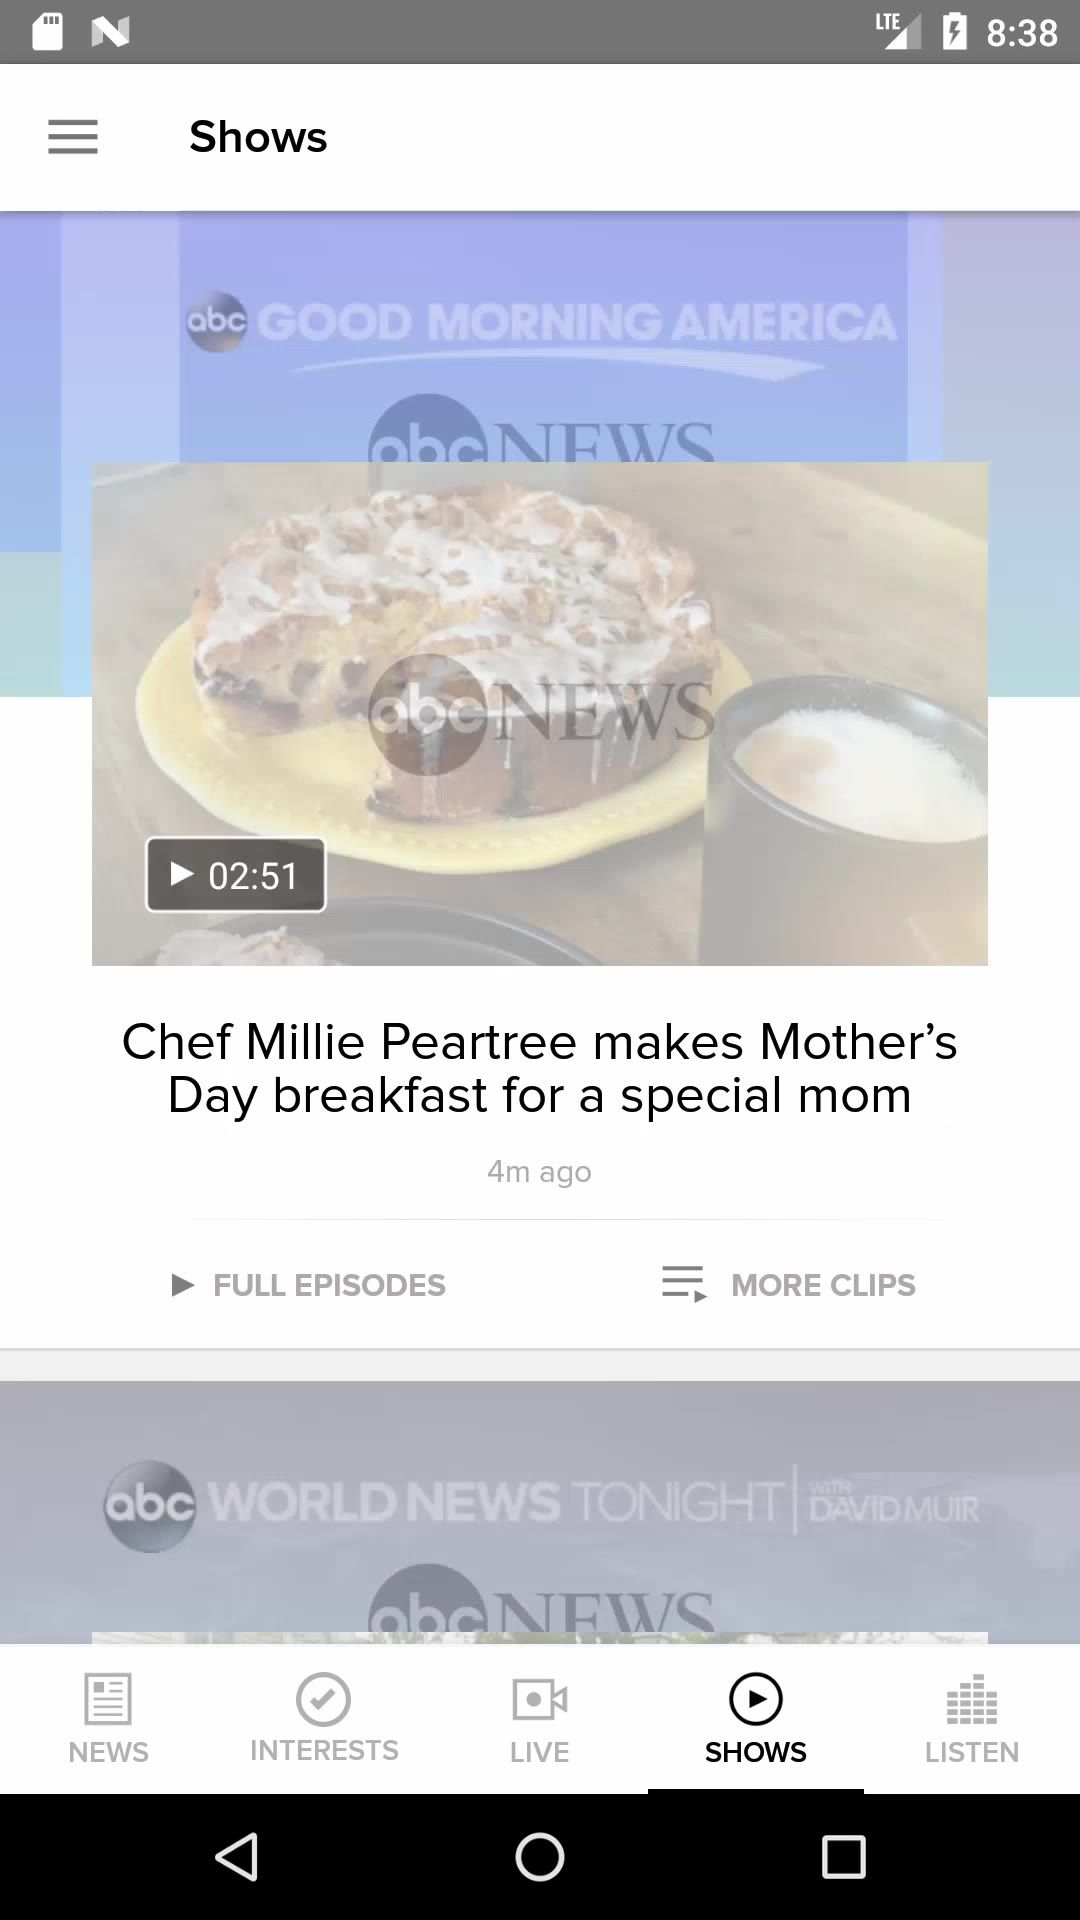 LTE 8:38
Shows
abc GOOD MORNING AMERICA
abc NEWS
abc NEWS
02:51
Chef Millie Peartree makes Mother’s
Day breakfast for a special mom
4m ago
FULL EPISODES MORE CLIPS
abc WORLD NEWS TONIGHT WITH DAVID MUIR
abc NEWS
NEWS INTERESTS LIVE SHOWS LISTEN